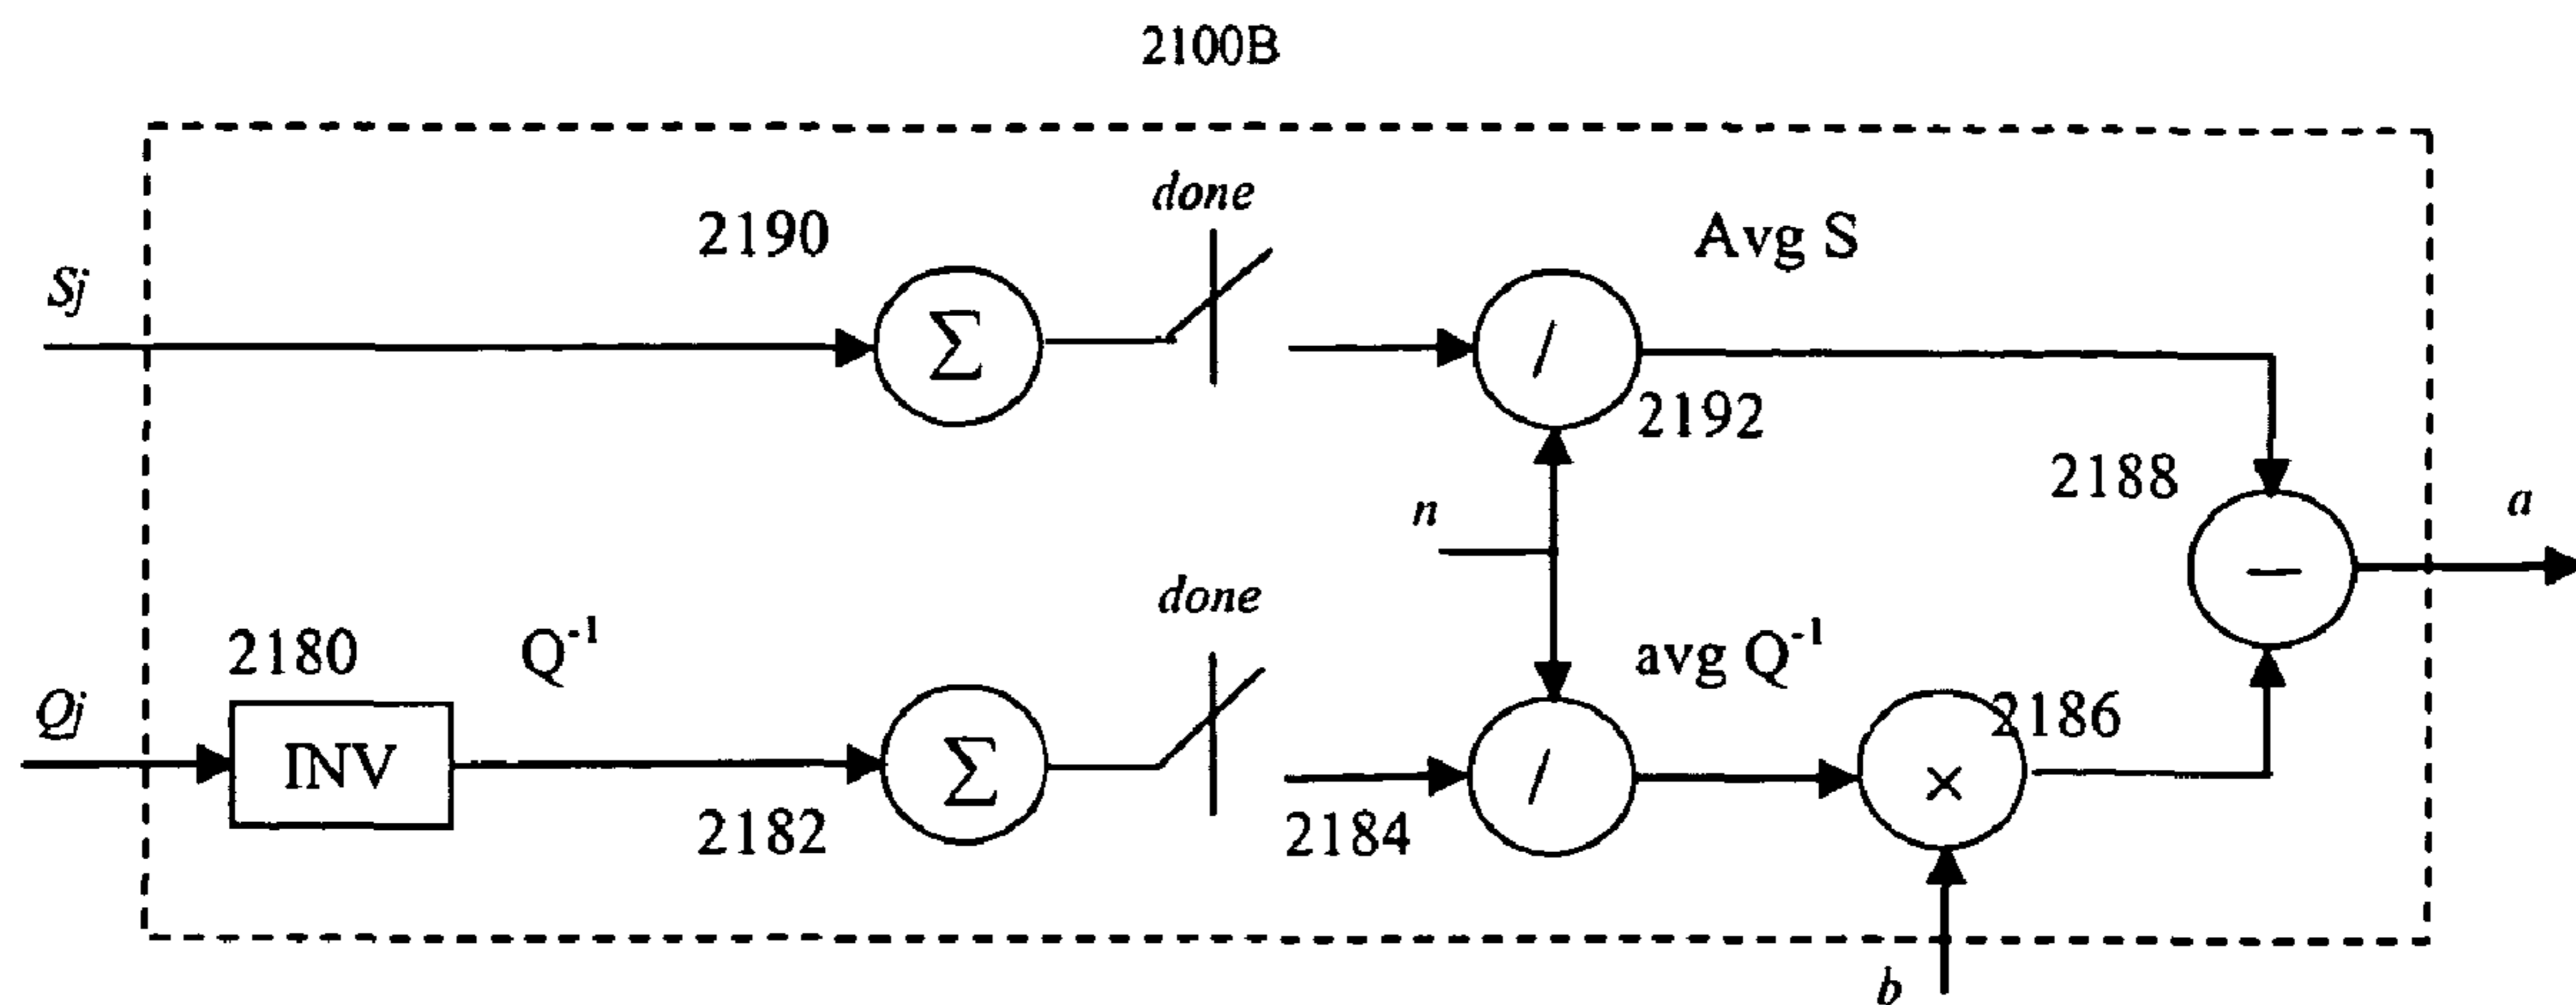 2100B
done
2190
Avg S
Sj
Σ
/
2192
2188
n
a
−
done
2180
Q⁻¹
avg Q⁻¹
Qj
INV
2182
Σ
2184
/
2186
×
b